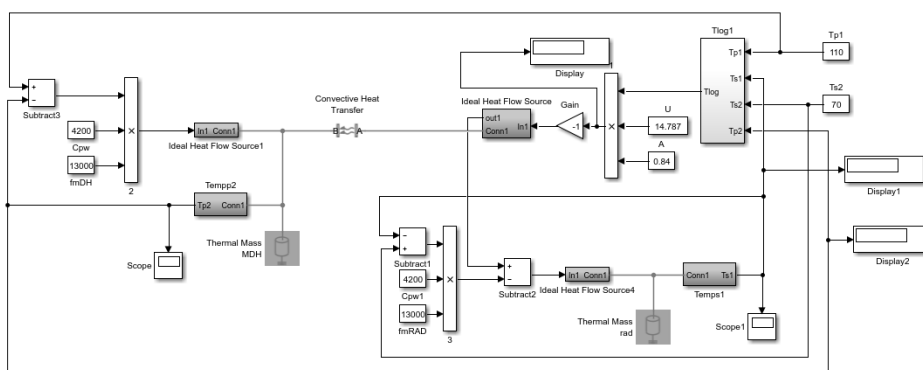 Tlog1
Tp1
110
Tp1
Ts1
Tlog
Ts2
Tp2
Ts2
70
Display
1
Convective Heat
Transfer
B
A
Ideal Heat Flow Source
out1
Conn1
In1
Gain
-1
×
U
14.787
A
0.84
+
−
Subtract3
4200
Cpw
13000
fmDH
×
2
In1 Conn1
Ideal Heat Flow Source1
Tempp2
Tp2 Conn1
Scope
Thermal Mass
MDH
Display1
Display2
−
+
Subtract1
4200
Cpw1
13000
fmRAD
×
3
+
−
Subtract2
In1 Conn1
Ideal Heat Flow Source4
Conn1 Ts1
Temps1
Thermal Mass
rad
Scope1